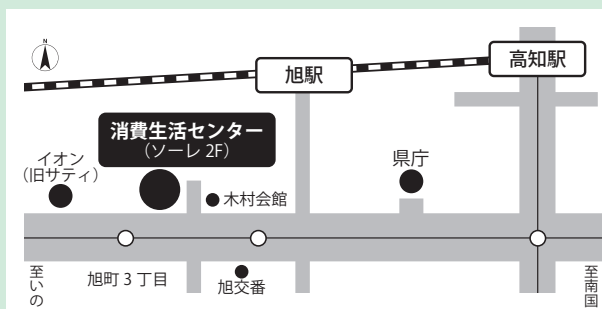 N
高知駅
旭駅
消費生活センター
（ソーレ 2F）
イオン
（旧サティ）
県庁
木村会館
旭町 3 丁目
旭交番
至いの
至南国